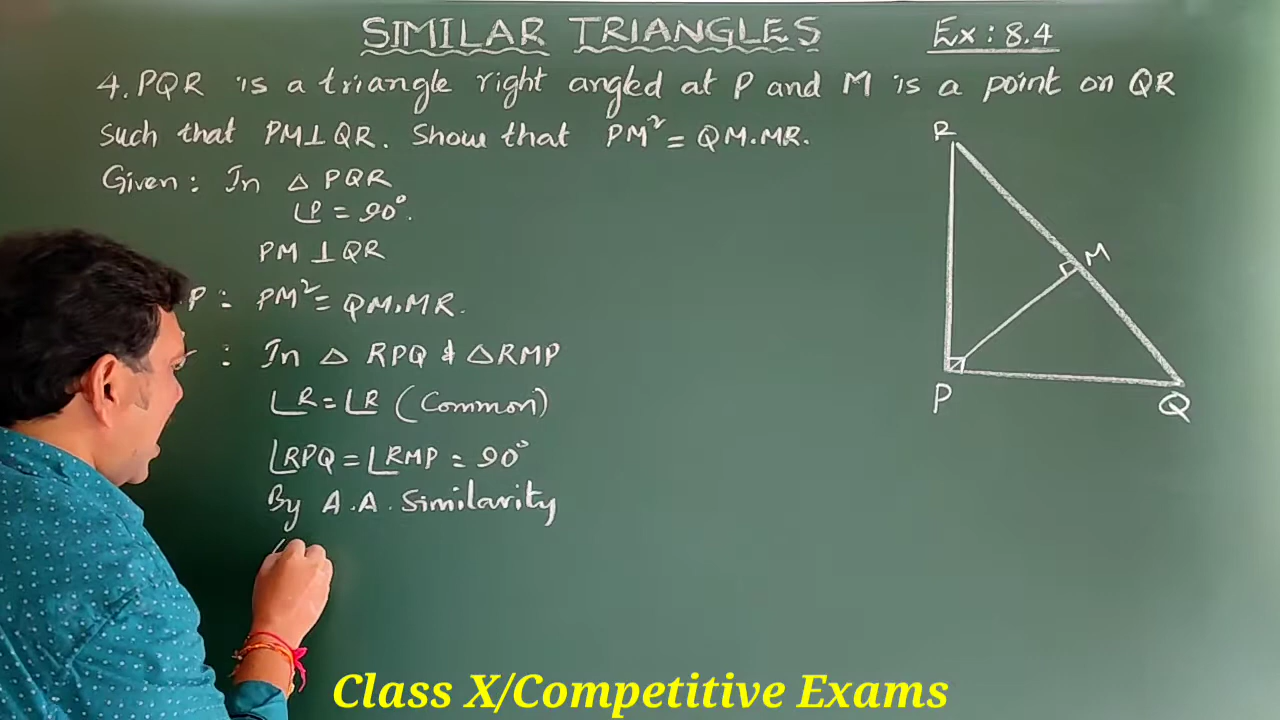 SIMILAR TRIANGLES
Ex: 8.4
4. PQR is a triangle right angled at P and M is a point on QR
such that PM⊥QR. Show that PM² = QM.MR.
Given: In △ PQR
∠P = 90°.
PM ⊥ QR
P: PM² = QM.MR.
: In △ RPQ & △RMP
∠R = ∠R (Common)
∠RPQ = ∠RMP = 90°
By A.A. Similarity
R
M
P
Q
Class X/Competitive Exams